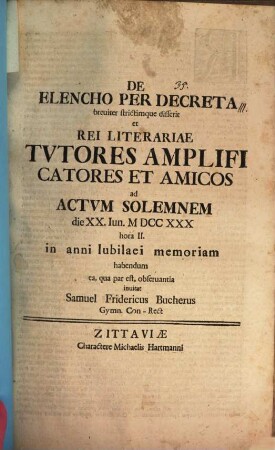 DE 35.
ELENCHO PER DECRETA
breuiter strictimque disserit
et
REI LITERARIAE
TVTORES AMPLIFI
CATORES ET AMICOS
ad
ACTVM SOLEMNEM
die XX. Iun. M DCC XXX
hora II.
in anni Iubilaei memoriam
habendum
ea, qua par est, obseruantia
inuitat
Samuel Fridericus Bucherus
Gymn. Con-Rect
ZITTAVIÆ
Charactere Michaelis Hartmanni